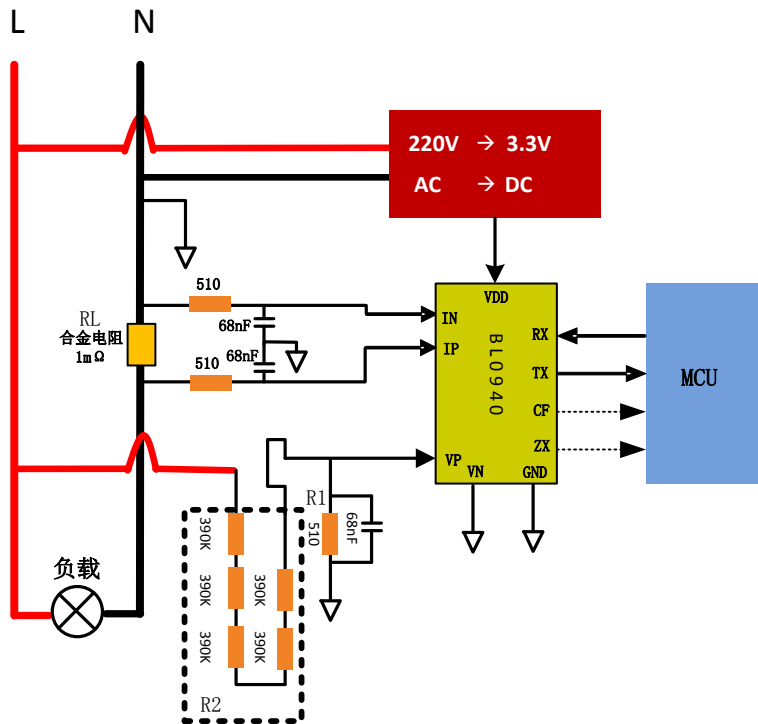 L N
220V → 3.3V
AC → DC
510
VDD
RL
合金电阻
1mΩ
68nF
68nF
510
IN
IP
BL0940
RX
TX
CF
ZX
MCU
VP
VN
GND
R1
510
68nF
390K
390K
390K
390K
390K
R2
负载